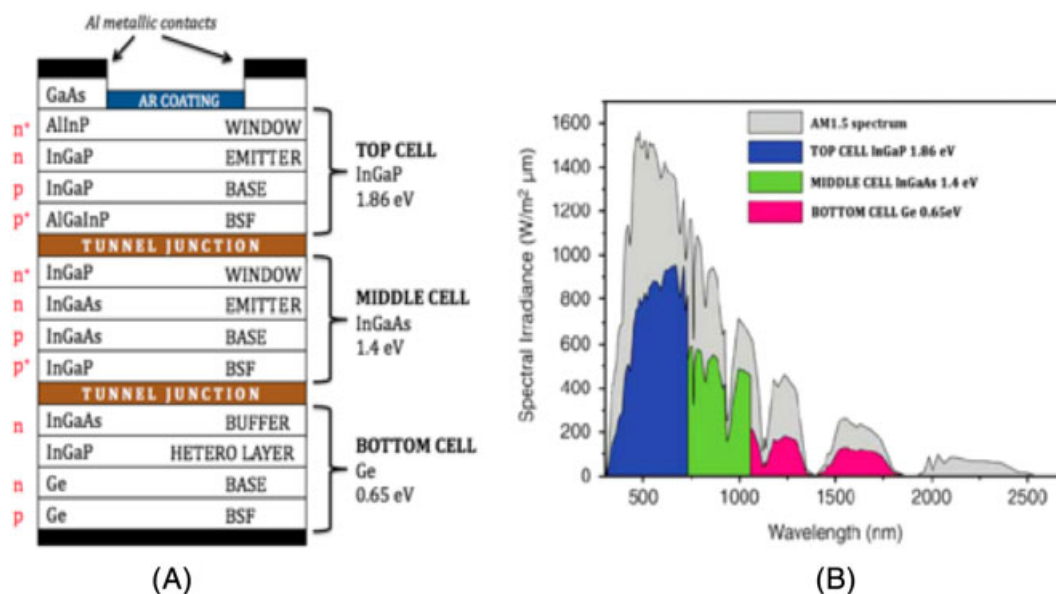 Al metallic contacts
GaAs
AR COATING
n⁺ AlInP WINDOW
n InGaP EMITTER
p InGaP BASE
p⁺ AlGaInP BSF
TOP CELL
InGaP
1.86 eV
TUNNEL JUNCTION
n⁺ InGaP WINDOW
n InGaAs EMITTER
p InGaAs BASE
p⁺ InGaP BSF
MIDDLE CELL
InGaAs
1.4 eV
TUNNEL JUNCTION
n InGaAs BUFFER
InGaP HETERO LAYER
n Ge BASE
p Ge BSF
BOTTOM CELL
Ge
0.65 eV
(A)
Spectral Irradiance (W/m² µm)
1600
1400
1200
1000
800
600
400
200
0
AM1.5 spectrum
TOP CELL InGaP 1.86 eV
MIDDLE CELL InGaAs 1.4 eV
BOTTOM CELL Ge 0.65eV
500 1000 1500 2000 2500
Wavelength (nm)
(B)